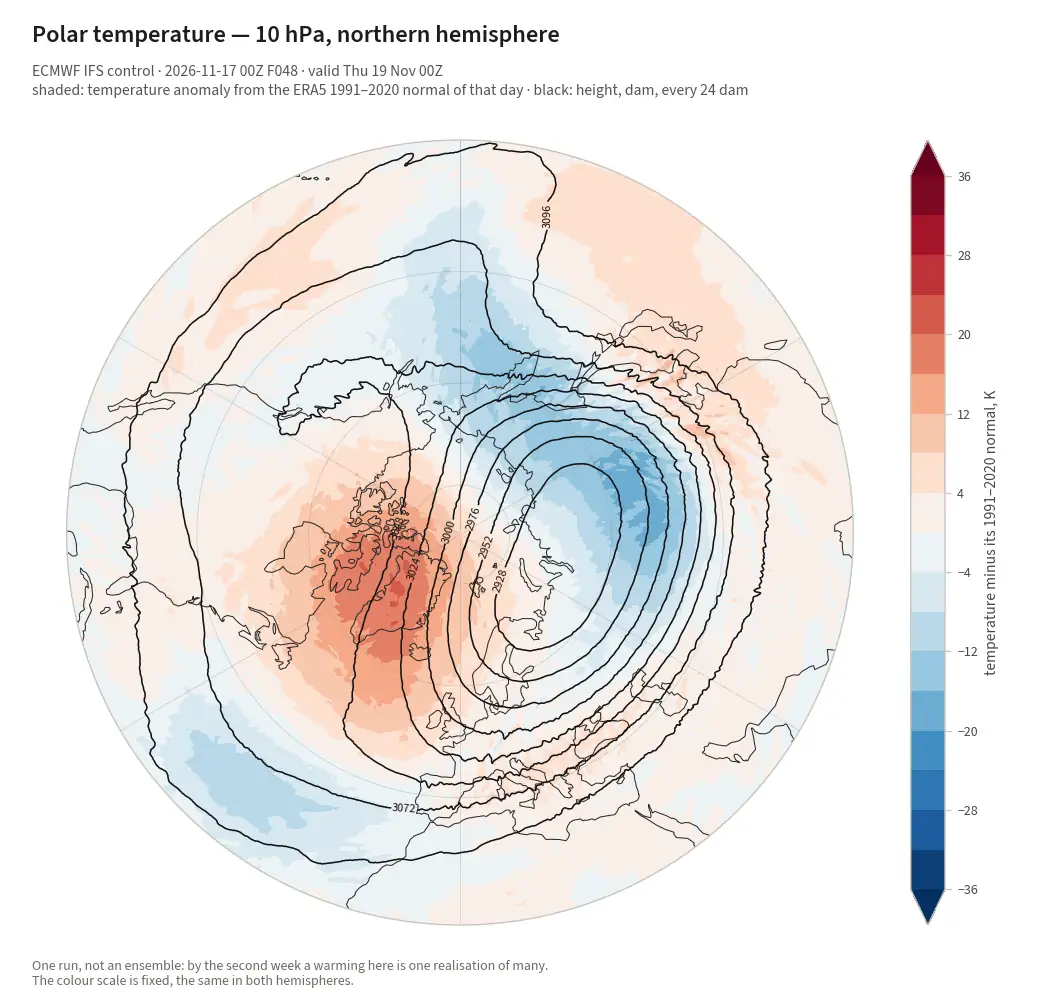 Polar temperature — 10 hPa, northern hemisphere
ECMWF IFS control · 2026-11-17 00Z F048 · valid Thu 19 Nov 00Z
shaded: temperature anomaly from the ERA5 1991–2020 normal of that day · black: height, dam, every 24 dam
3096
3000
2976
2952
3024
2928
3072
36
28
20
12
4
−4
−12
−20
−28
−36
temperature minus its 1991–2020 normal, K
One run, not an ensemble: by the second week a warming here is one realisation of many.
The colour scale is fixed, the same in both hemispheres.